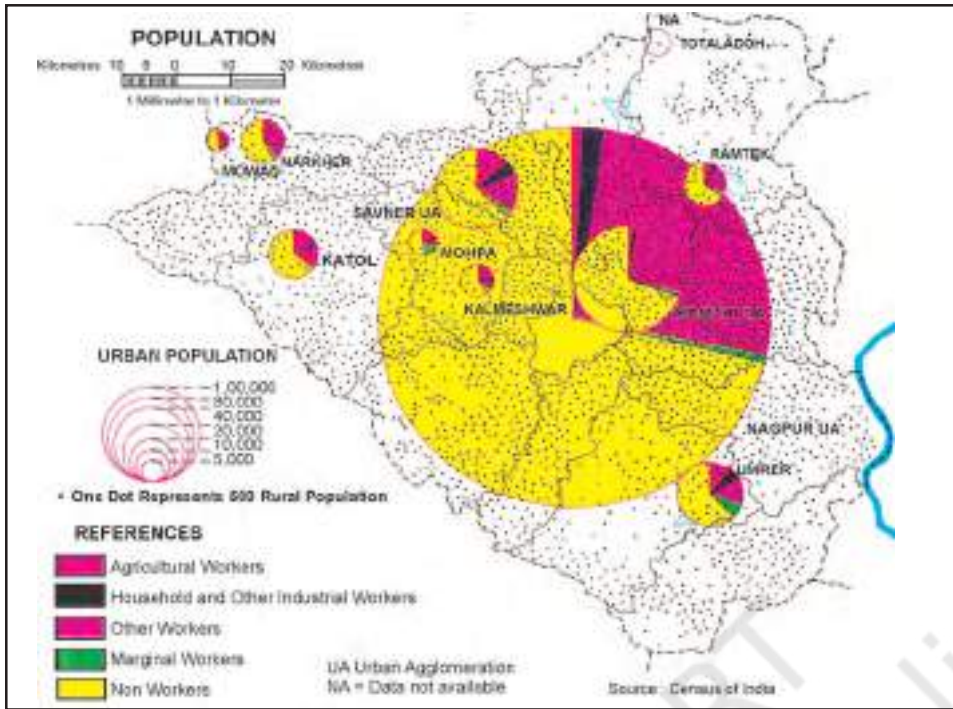 POPULATION
Kilometres 10 5 0 10 20 Kilometres
1 Millimetre to 1 Kilometer
NA
TOTALADOH
MOWAD
NARKHER
RAMTEK
SAVNER UA
MOHPA
KATOL
KALMESHWAR
URBAN POPULATION
1,00,000
80,000
40,000
20,000
10,000
5,000
NAGPUR UA
UMRER
• One Dot Represents 500 Rural Population
REFERENCES
Agricultural Workers
Household and Other Industrial Workers
Other Workers
Marginal Workers
Non Workers
UA Urban Agglomeration
NA = Data not available
Source : Census of India